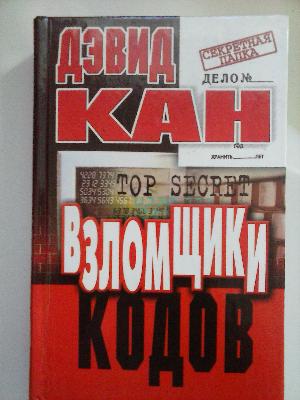 ДЭВИД
СЕКРЕТНАЯ
ПАПКА
ДЕЛО №
КАН
ГОД
ХРАНИТЬ ЛЕТ
TOP SECRET
ВЗЛОМЩИКИ
КОДОВ